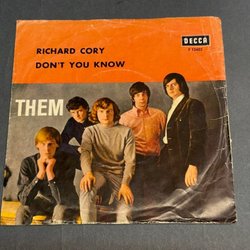 DECCA
RICHARD CORY
DON'T YOU KNOW
THEM